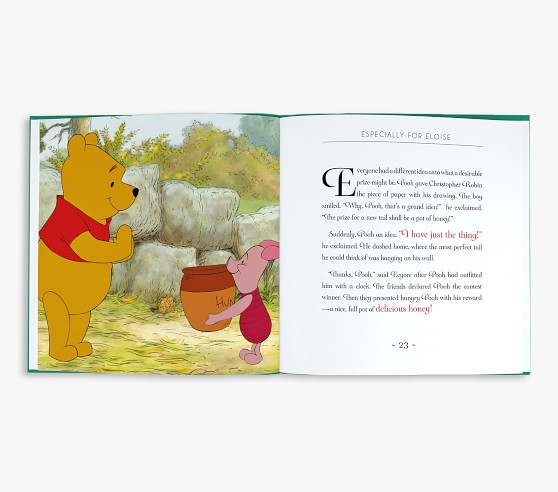 HUN
ESPECIALLY FOR ELOISE
Everyone had a different idea as to what a desirable
prize might be. Pooh gave Christopher Robin
the piece of paper with his drawing. The boy
smiled. "Why, Pooh, that's a grand idea!" he exclaimed.
"The prize for a new tail shall be a pot of honey!"
Suddenly, Pooh an idea. "I have just the thing!"
he exclaimed. He dashed home, where the most perfect tail
he could think of was hanging on his wall.
"Thanks, Pooh," said Eeyore after Pooh had outfitted
him with a clock. The friends declared Pooh the contest
winner. Then they presented hungry Pooh with his reward
—a nice, full pot of delicious honey!
~ 23 ~